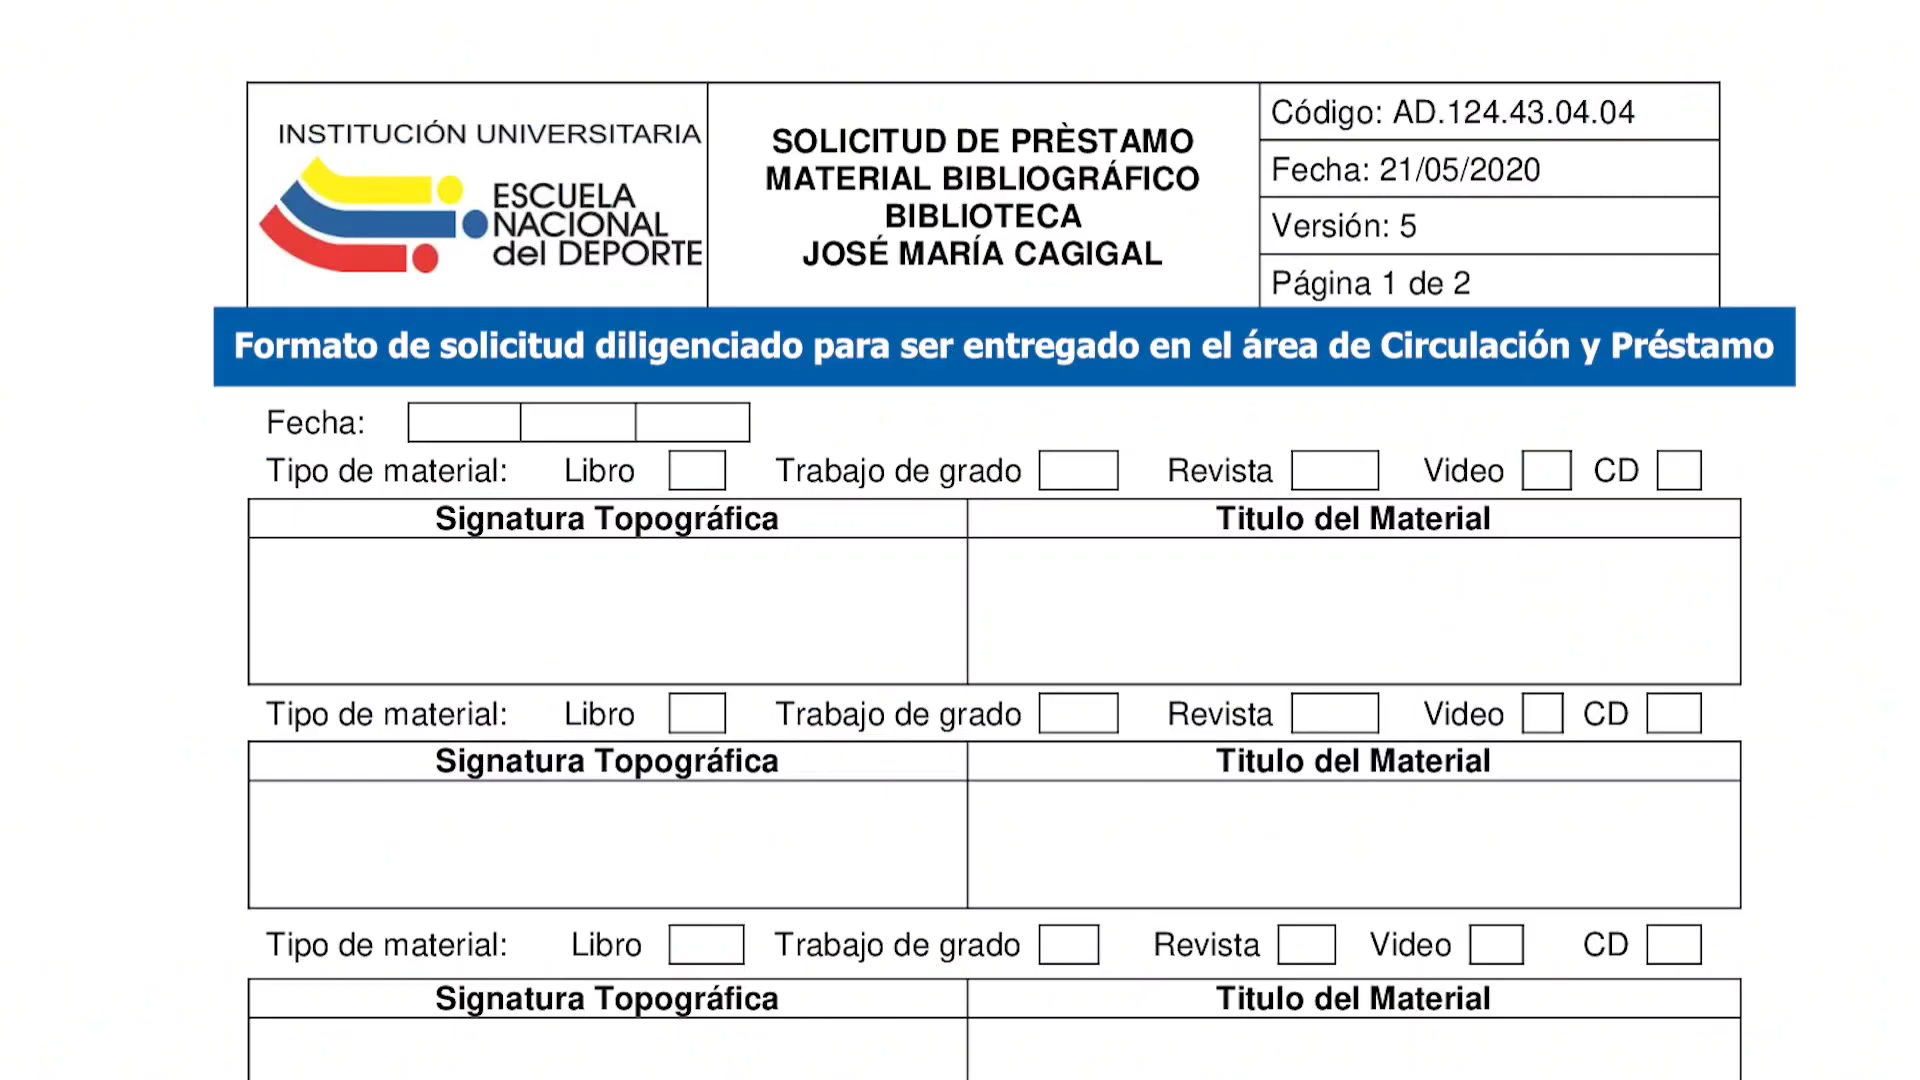 INSTITUCIÓN UNIVERSITARIA
ESCUELA
NACIONAL
del DEPORTE
SOLICITUD DE PRÈSTAMO
MATERIAL BIBLIOGRÁFICO
BIBLIOTECA
JOSÉ MARÍA CAGIGAL
Código: AD.124.43.04.04
Fecha: 21/05/2020
Versión: 5
Página 1 de 2
Formato de solicitud diligenciado para ser entregado en el área de Circulación y Préstamo
Fecha:
Tipo de material: Libro Trabajo de grado Revista Video CD
Signatura Topográfica Titulo del Material
Tipo de material: Libro Trabajo de grado Revista Video CD
Signatura Topográfica Titulo del Material
Tipo de material: Libro Trabajo de grado Revista Video CD
Signatura Topográfica Titulo del Material